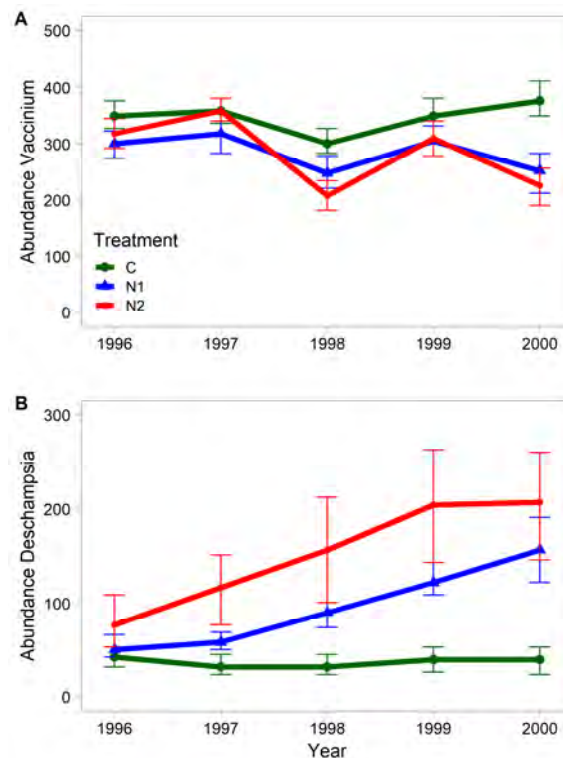 A
500
400
300
200
100
0
Abundance Vaccinium
Treatment
C
N1
N2
1996 1997 1998 1999 2000
B
300
200
100
0
Abundance Deschampsia
1996 1997 1998 1999 2000
Year